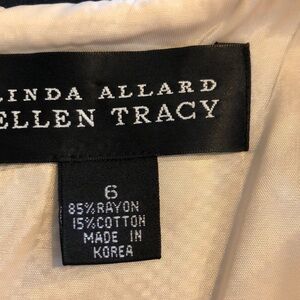 LINDA ALLARD
ELLEN TRACY
6
85%RAYON
15%COTTON
MADE IN
KOREA